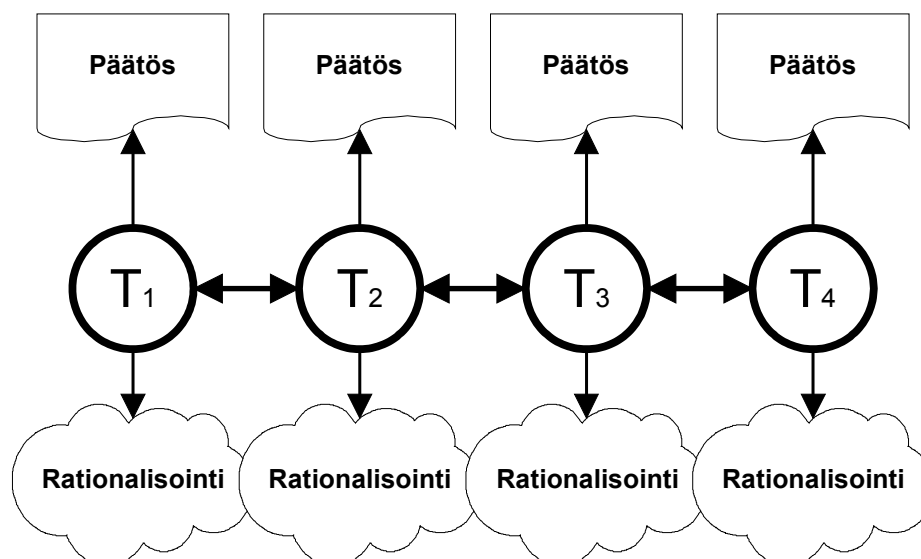 Päätös Päätös Päätös Päätös
T1 T2 T3 T4
Rationalisointi Rationalisointi Rationalisointi Rationalisointi